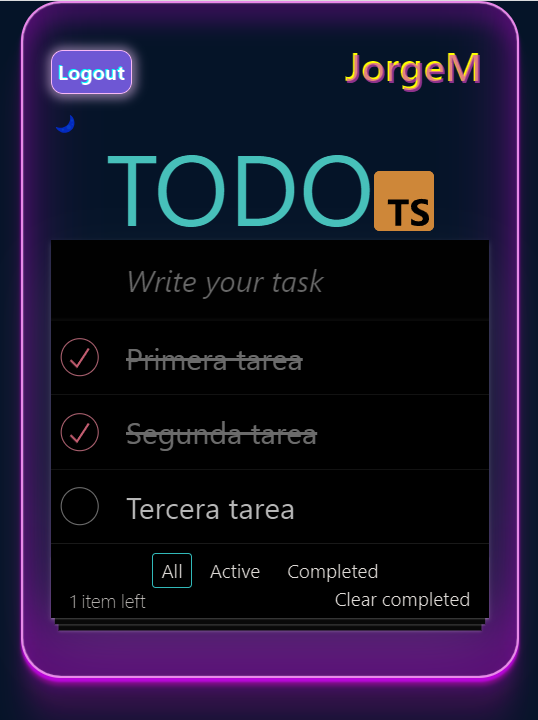 Logout
JorgeM
TODO TS
Write your task
Primera tarea
Segunda tarea
Tercera tarea
All Active Completed
1 item left Clear completed